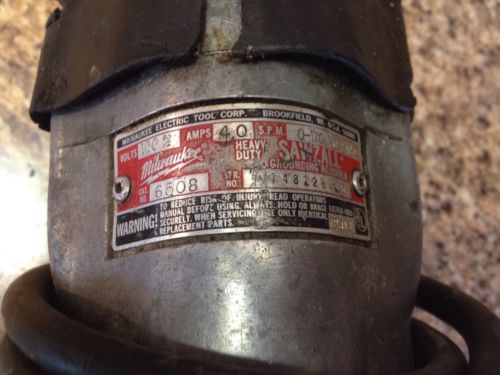 MILWAUKEE ELECTRIC TOOL CORP. BROOKFIELD, WI, USA
VOLTS AMPS 4.0 S.P.M.
Milwaukee HEAVY DUTY SAWZALL
CAT. NO. 6508 SER. NO.
WARNING! TO REDUCE RISK OF INJURY READ OPERATOR'S
MANUAL BEFORE USING. ALWAYS HOLD OR BRACE
WHEN SERVICING USE ONLY IDENTICAL
REPLACEMENT PARTS.